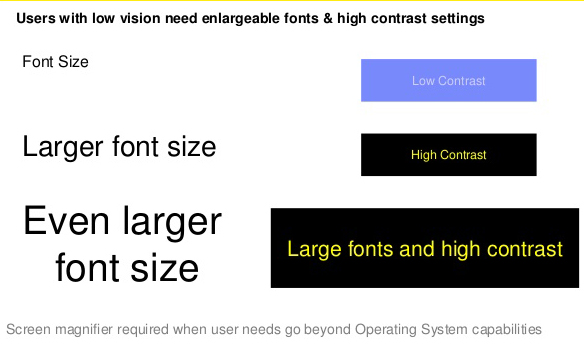 Users with low vision need enlargeable fonts & high contrast settings
Font Size
Low Contrast
Larger font size
High Contrast
Even larger
font size
Large fonts and high contrast
Screen magnifier required when user needs go beyond Operating System capabilities